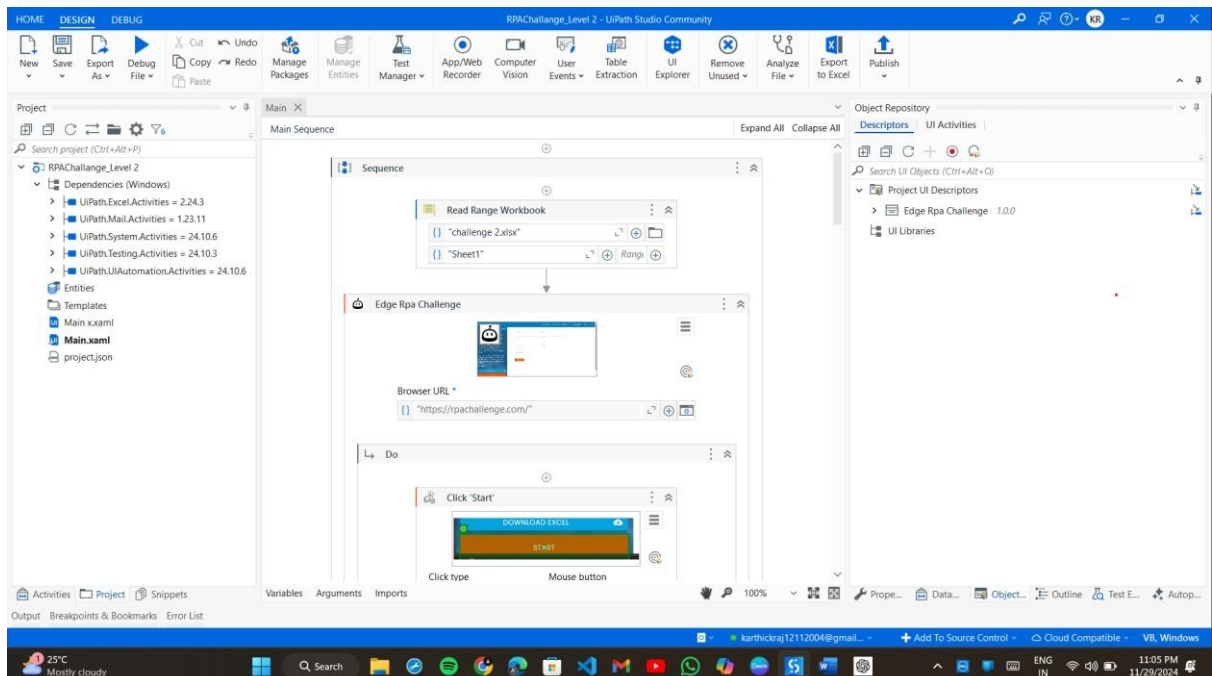 HOME DESIGN DEBUG
RPAChallange_Level 2 - UiPath Studio Community
KR
New Save Export As Debug File Cut Copy Paste Undo Redo Manage Packages Manage Entities Test Manager App/Web Recorder Computer Vision User Events Table Extraction UI Explorer Remove Unused Analyze File Export to Excel Publish
Project
Search project (Ctrl+Alt+P)
RPAChallange_Level 2
Dependencies (Windows)
UiPath.Excel.Activities = 2.24.3
UiPath.Mail.Activities = 1.23.11
UiPath.System.Activities = 24.10.6
UiPath.Testing.Activities = 24.10.3
UiPath.UIAutomation.Activities = 24.10.6
Entities
Templates
Main x.xaml
Main.xaml
project.json
Main
Main Sequence Expand All Collapse All
Sequence
Read Range Workbook
"challenge 2.xlsx"
"Sheet1" Rang
Edge Rpa Challenge
Browser URL *
"https://rpachallenge.com/"
Do
Click 'Start'
DOWNLOAD EXCEL
START
Click type Mouse button
Object Repository
Descriptors UI Activities
Search UI Objects (Ctrl+Alt+O)
Project UI Descriptors
Edge Rpa Challenge 1.0.0
UI Libraries
Activities Project Snippets
Variables Arguments Imports 100%
Prope... Data... Object... Outline Test E... Autop...
Output Breakpoints & Bookmarks Error List
karthickraj12112004@gmail... Add To Source Control Cloud Compatible VB, Windows
1
25°C
Mostly cloudy
Search
ENG
IN
11:05 PM
11/29/2024